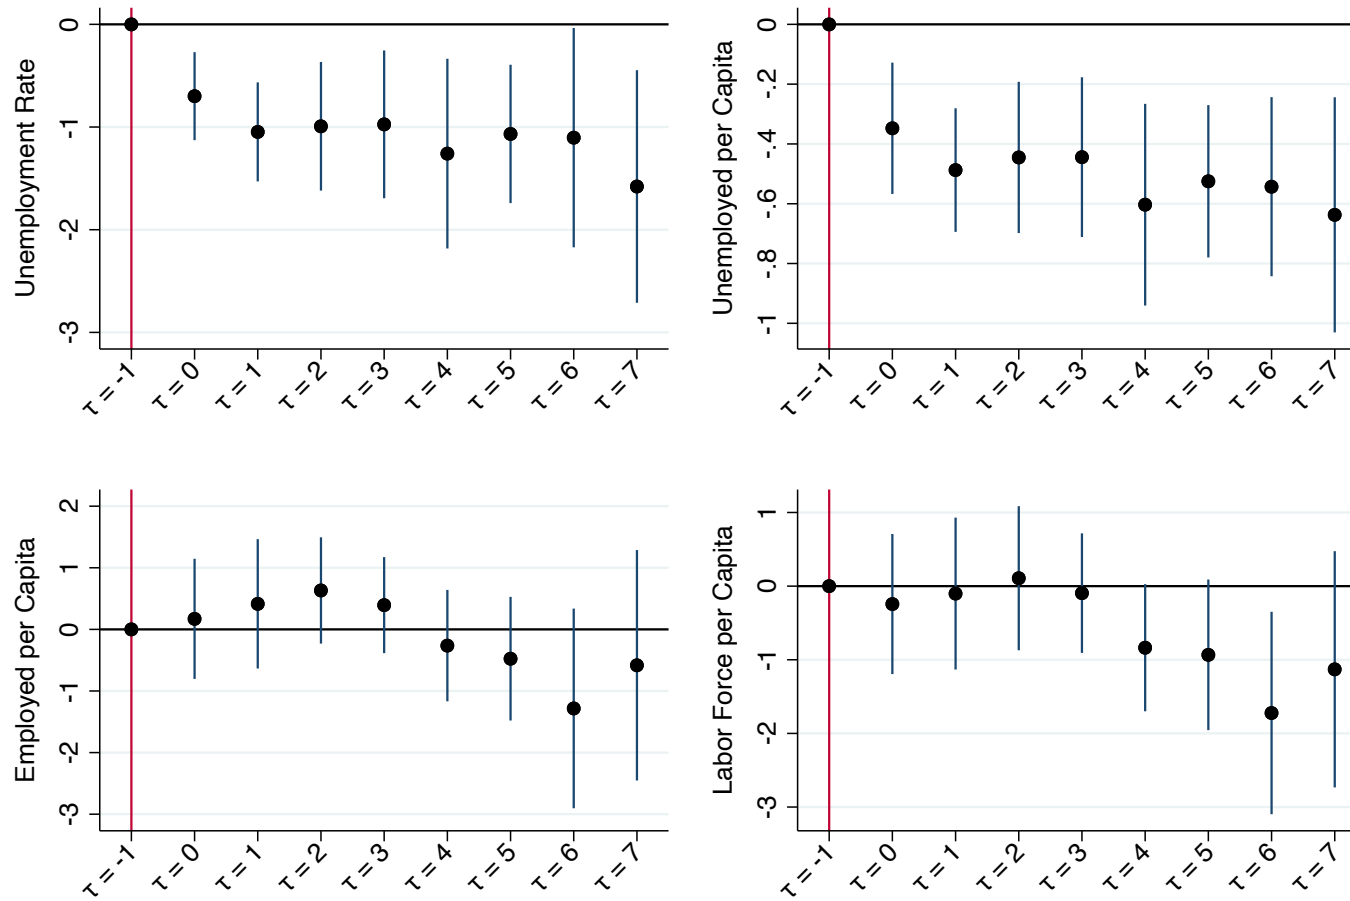 Unemployment Rate
0
-1
-2
-3
τ = -1
τ = 0
τ = 1
τ = 2
τ = 3
τ = 4
τ = 5
τ = 6
τ = 7
Unemployed per Capita
0
-.2
-.4
-.6
-.8
-1
τ = -1
τ = 0
τ = 1
τ = 2
τ = 3
τ = 4
τ = 5
τ = 6
τ = 7
Employed per Capita
2
1
0
-1
-2
-3
τ = -1
τ = 0
τ = 1
τ = 2
τ = 3
τ = 4
τ = 5
τ = 6
τ = 7
Labor Force per Capita
1
0
-1
-2
-3
τ = -1
τ = 0
τ = 1
τ = 2
τ = 3
τ = 4
τ = 5
τ = 6
τ = 7